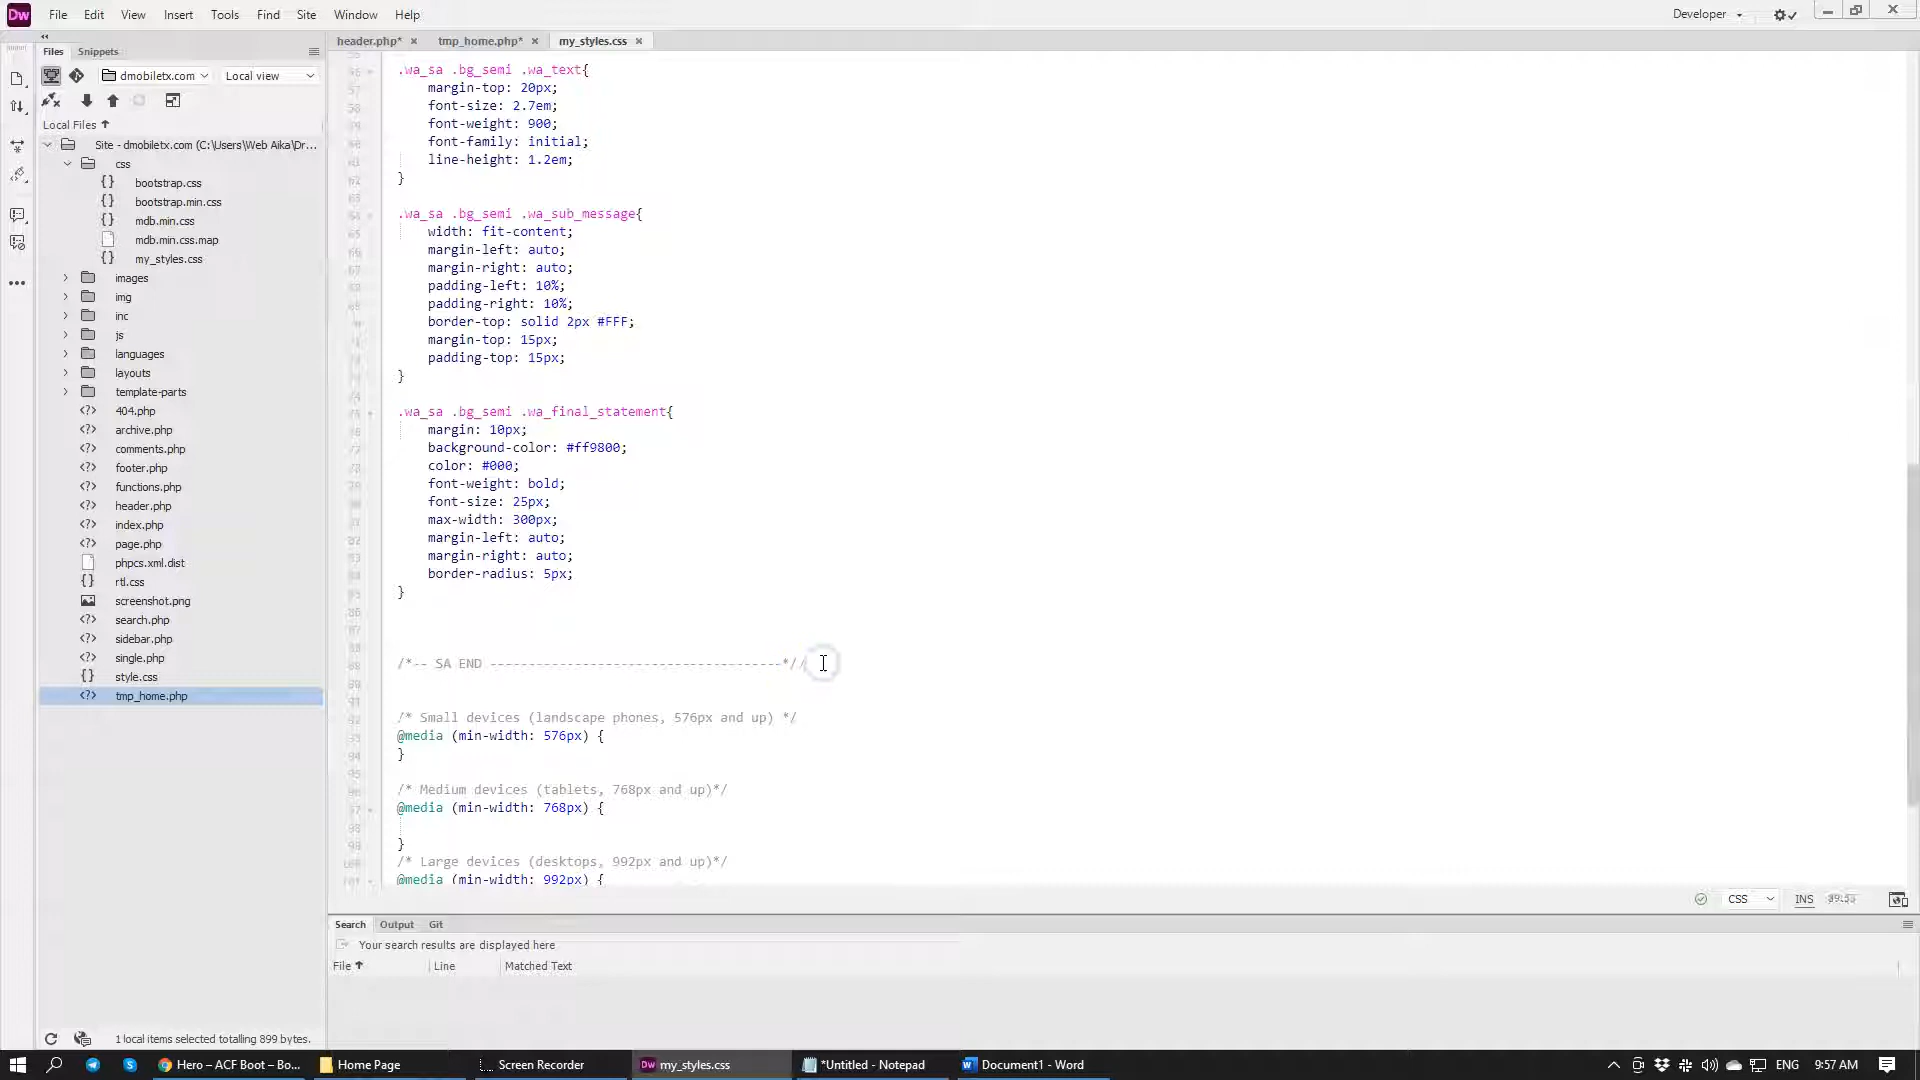 Dw File Edit View Insert Tools Find Site Window Help Developer
Files Snippets
header.php* tmp_home.php* my_styles.css
dmobiletx.com Local view
Local Files
Site - dmobiletx.com (C:\Users\Web Aika\Dr...
css
bootstrap.css
bootstrap.min.css
mdb.min.css
mdb.min.css.map
my_styles.css
images
img
inc
js
languages
layouts
template-parts
404.php
archive.php
comments.php
footer.php
functions.php
header.php
index.php
page.php
phpcs.xml.dist
rtl.css
screenshot.png
search.php
sidebar.php
single.php
style.css
tmp_home.php
1 local items selected totalling 899 bytes.
.wa_sa .bg_semi .wa_text{
margin-top: 20px;
font-size: 2.7em;
font-weight: 900;
font-family: initial;
line-height: 1.2em;
}
.wa_sa .bg_semi .wa_sub_message{
width: fit-content;
margin-left: auto;
margin-right: auto;
padding-left: 10%;
padding-right: 10%;
border-top: solid 2px #FFF;
margin-top: 15px;
padding-top: 15px;
}
.wa_sa .bg_semi .wa_final_statement{
margin: 10px;
background-color: #ff9800;
color: #000;
font-weight: bold;
font-size: 25px;
max-width: 300px;
margin-left: auto;
margin-right: auto;
border-radius: 5px;
}
/*-- SA END --------------------------------------*//
/* Small devices (landscape phones, 576px and up) */
@media (min-width: 576px) {
}
/* Medium devices (tablets, 768px and up)*/
@media (min-width: 768px) {
}
/* Large devices (desktops, 992px and up)*/
@media (min-width: 992px) {
CSS INS
Search Output Git
Your search results are displayed here
File Line Matched Text
Hero – ACF Boot – Bo... Home Page Screen Recorder Dw my_styles.css *Untitled - Notepad Document1 - Word ENG 9:57 AM